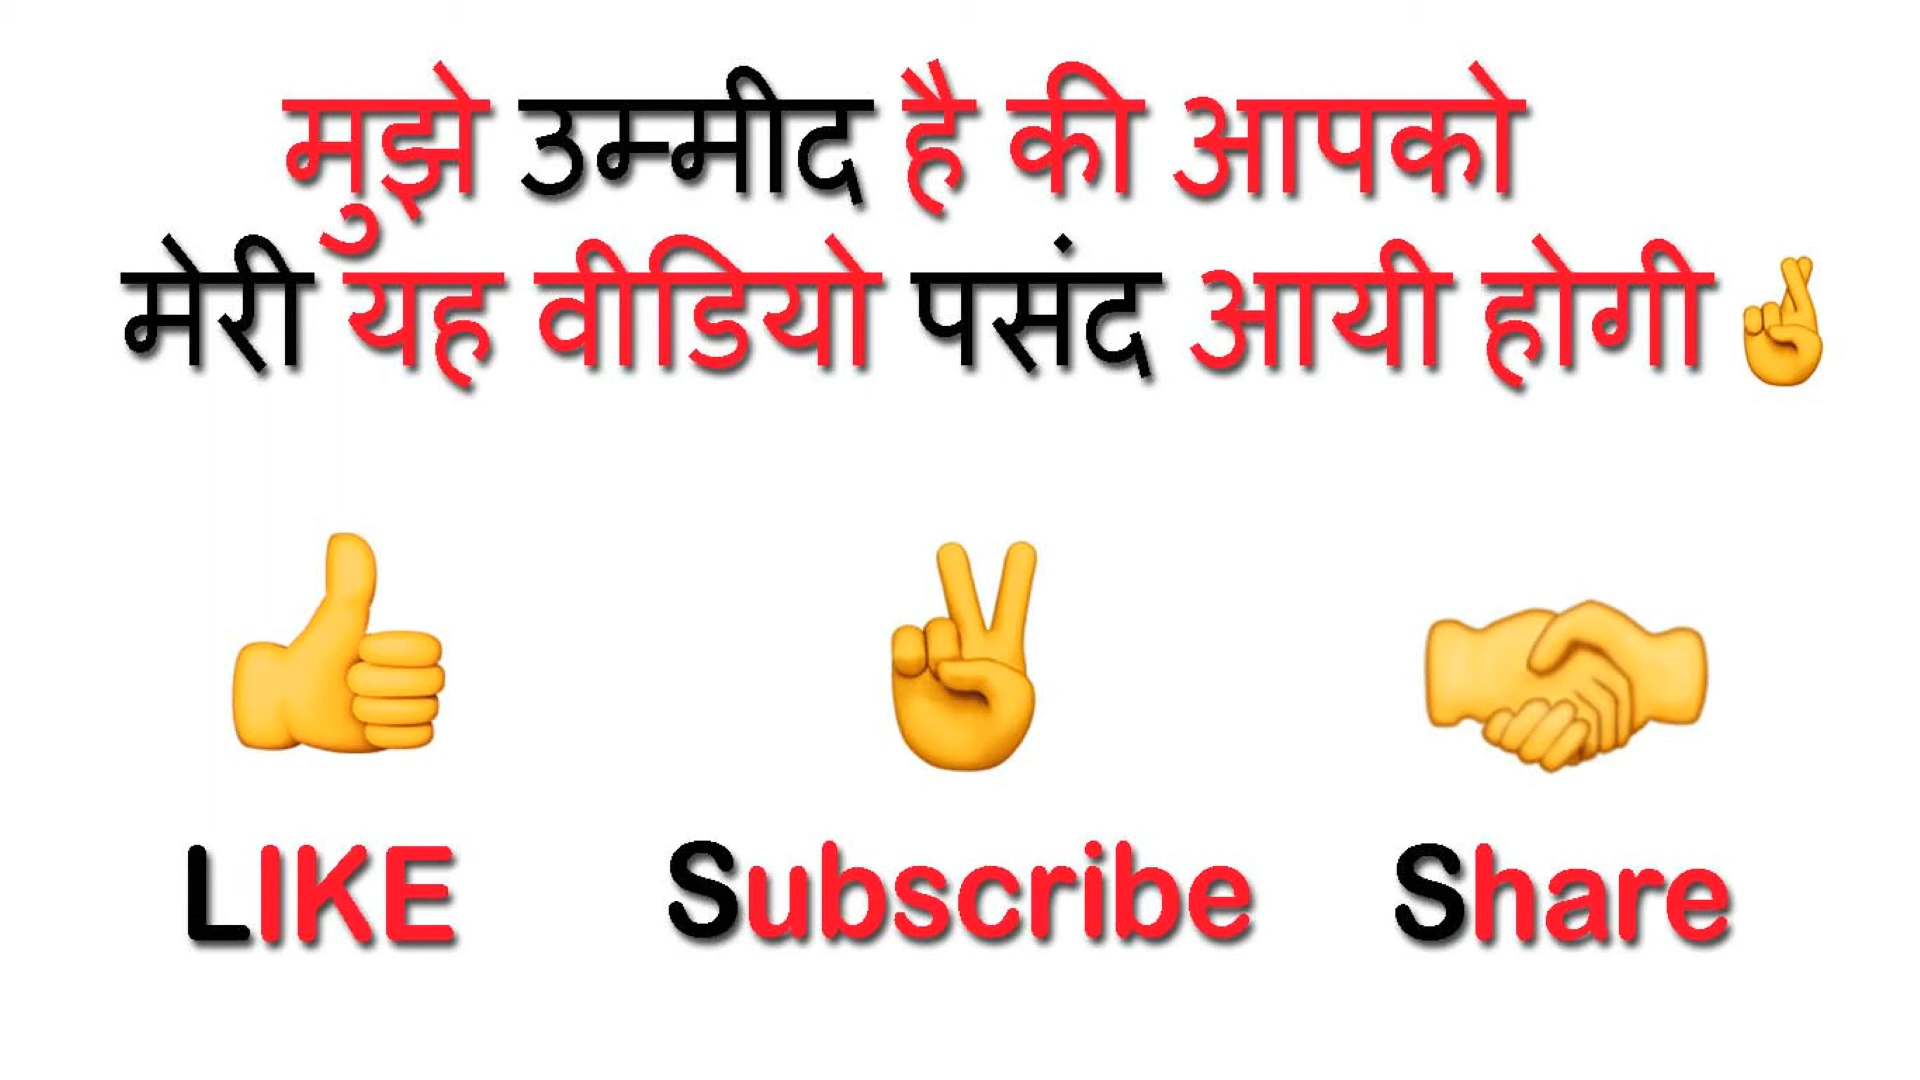 मुझे उम्मीद है की आपको
मेरी यह वीडियो पसंद आयी होगी 🤞
LIKE Subscribe Share